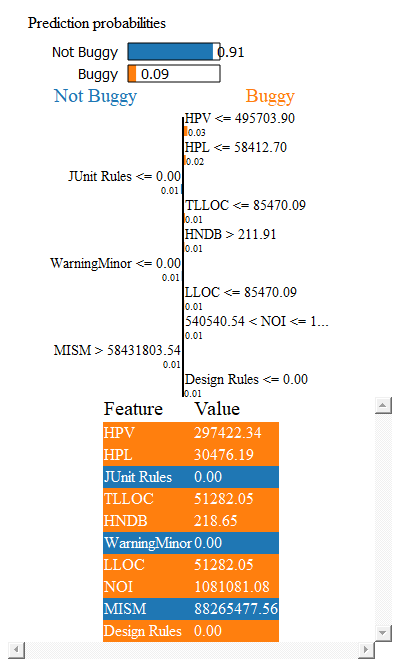 Prediction probabilities
Not Buggy 0.91
Buggy 0.09
Not Buggy Buggy
HPV <= 495703.90
0.03
HPL <= 58412.70
0.02
JUnit Rules <= 0.00
0.01
TLLOC <= 85470.09
0.01
HNDB > 211.91
0.01
WarningMinor <= 0.00
0.01
LLOC <= 85470.09
0.01
540540.54 < NOI <= 1...
0.01
MISM > 58431803.54
0.01
Design Rules <= 0.00
0.01
Feature Value
HPV 297422.34
HPL 30476.19
JUnit Rules 0.00
TLLOC 51282.05
HNDB 218.65
WarningMinor 0.00
LLOC 51282.05
NOI 1081081.08
MISM 88265477.56
Design Rules 0.00